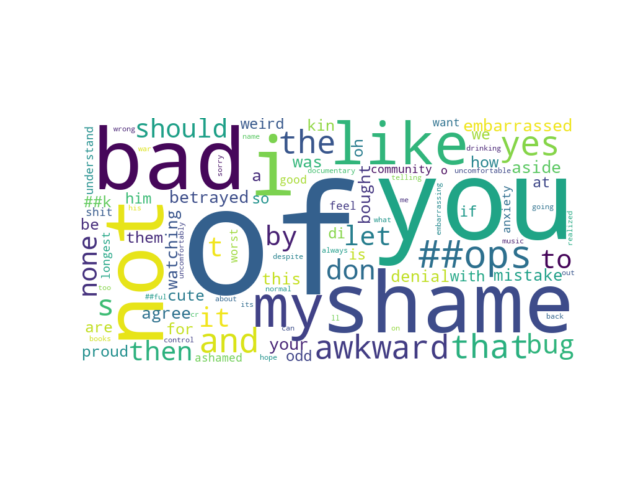 bad
of
you
not
i
like
shame
my
##ops
the
yes
should
weird
kin
oh
want
we
embarrassed
wrong
name
war
drinking
understand
sorry
was
documentary
how
aside
a
good
community
o
uncomfortable
telling
##k
him
betrayed
so
feel
me
if
at
going
shit
his
bought
anxiety
embarrassing
realized
be
none
them
t
by
di
let
what
music
longest
watching
uncomfortably
worst
despite
always
is
don
to
too
##ful
cute
about
its
this
normal
denial
with
mistake
out
s
agree
cr
it
li
back
are
for
and
your
can
on
awkward
that
bug
books
proud
then
control
ashamed
hope
odd